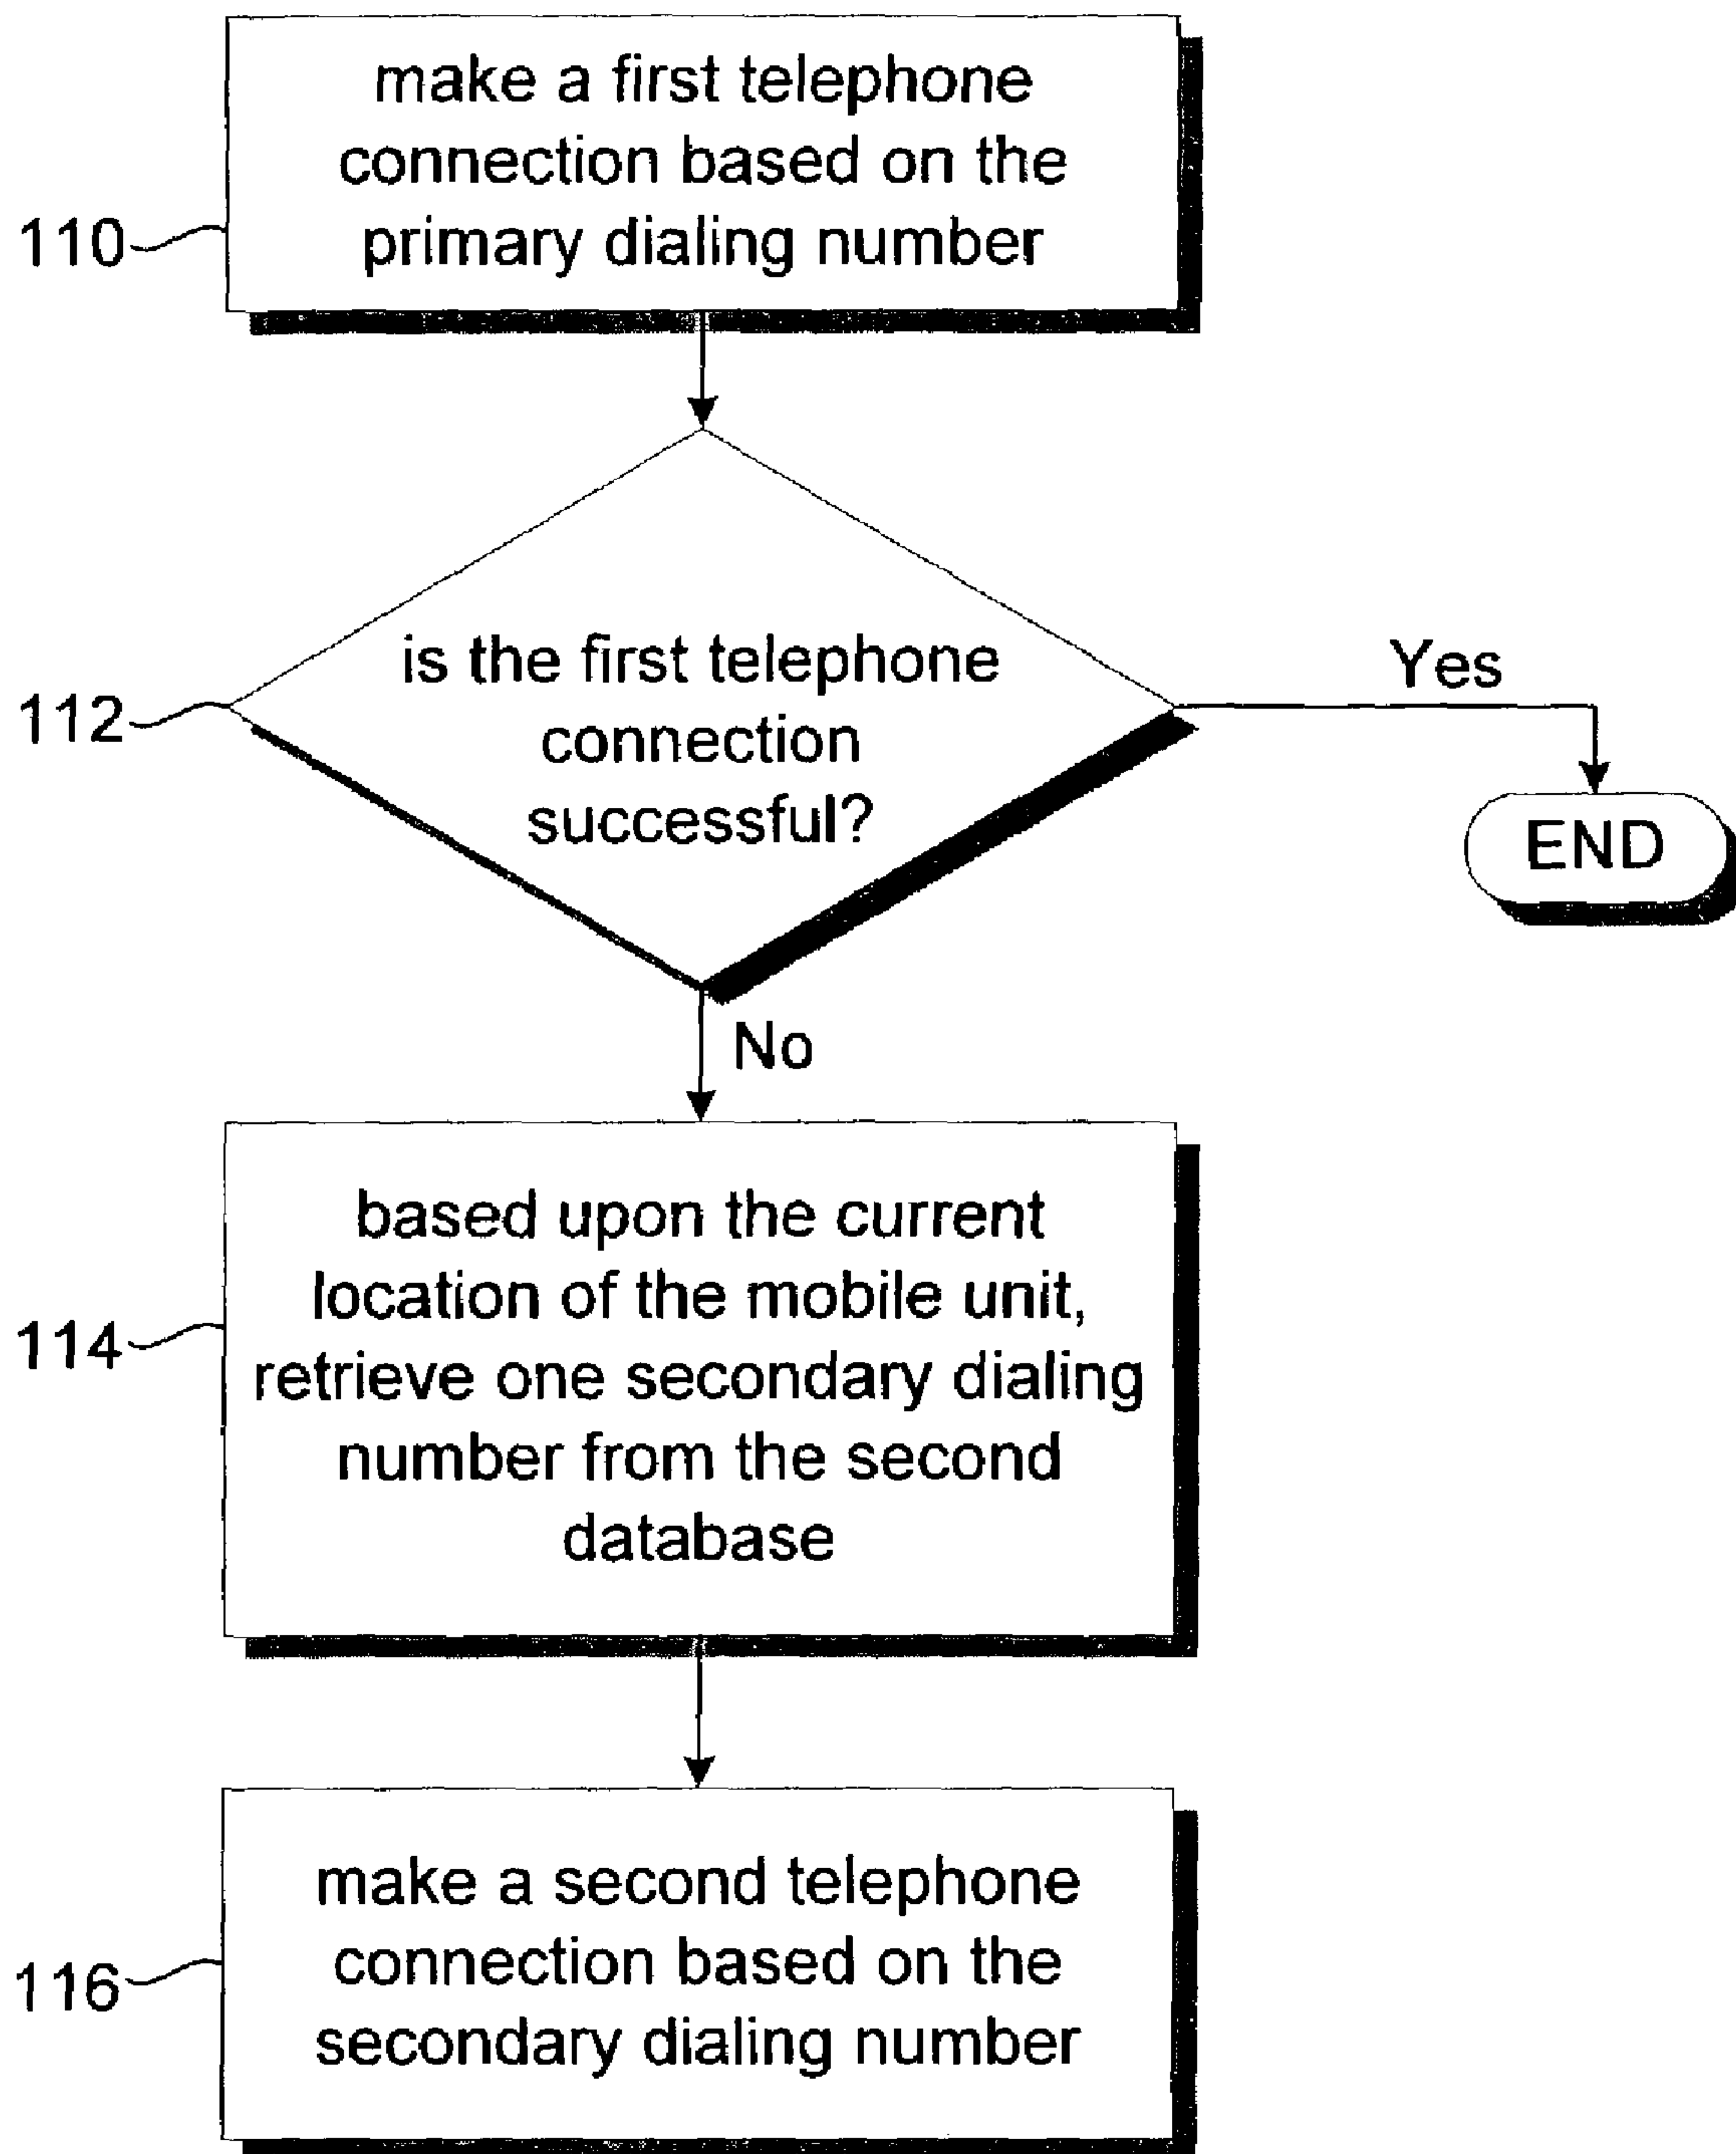 make a first telephone
connection based on the
primary dialing number
110
is the first telephone
connection
successful?
112
Yes
END
No
based upon the current
location of the mobile unit,
retrieve one secondary dialing
number from the second
database
114
make a second telephone
connection based on the
secondary dialing number
116